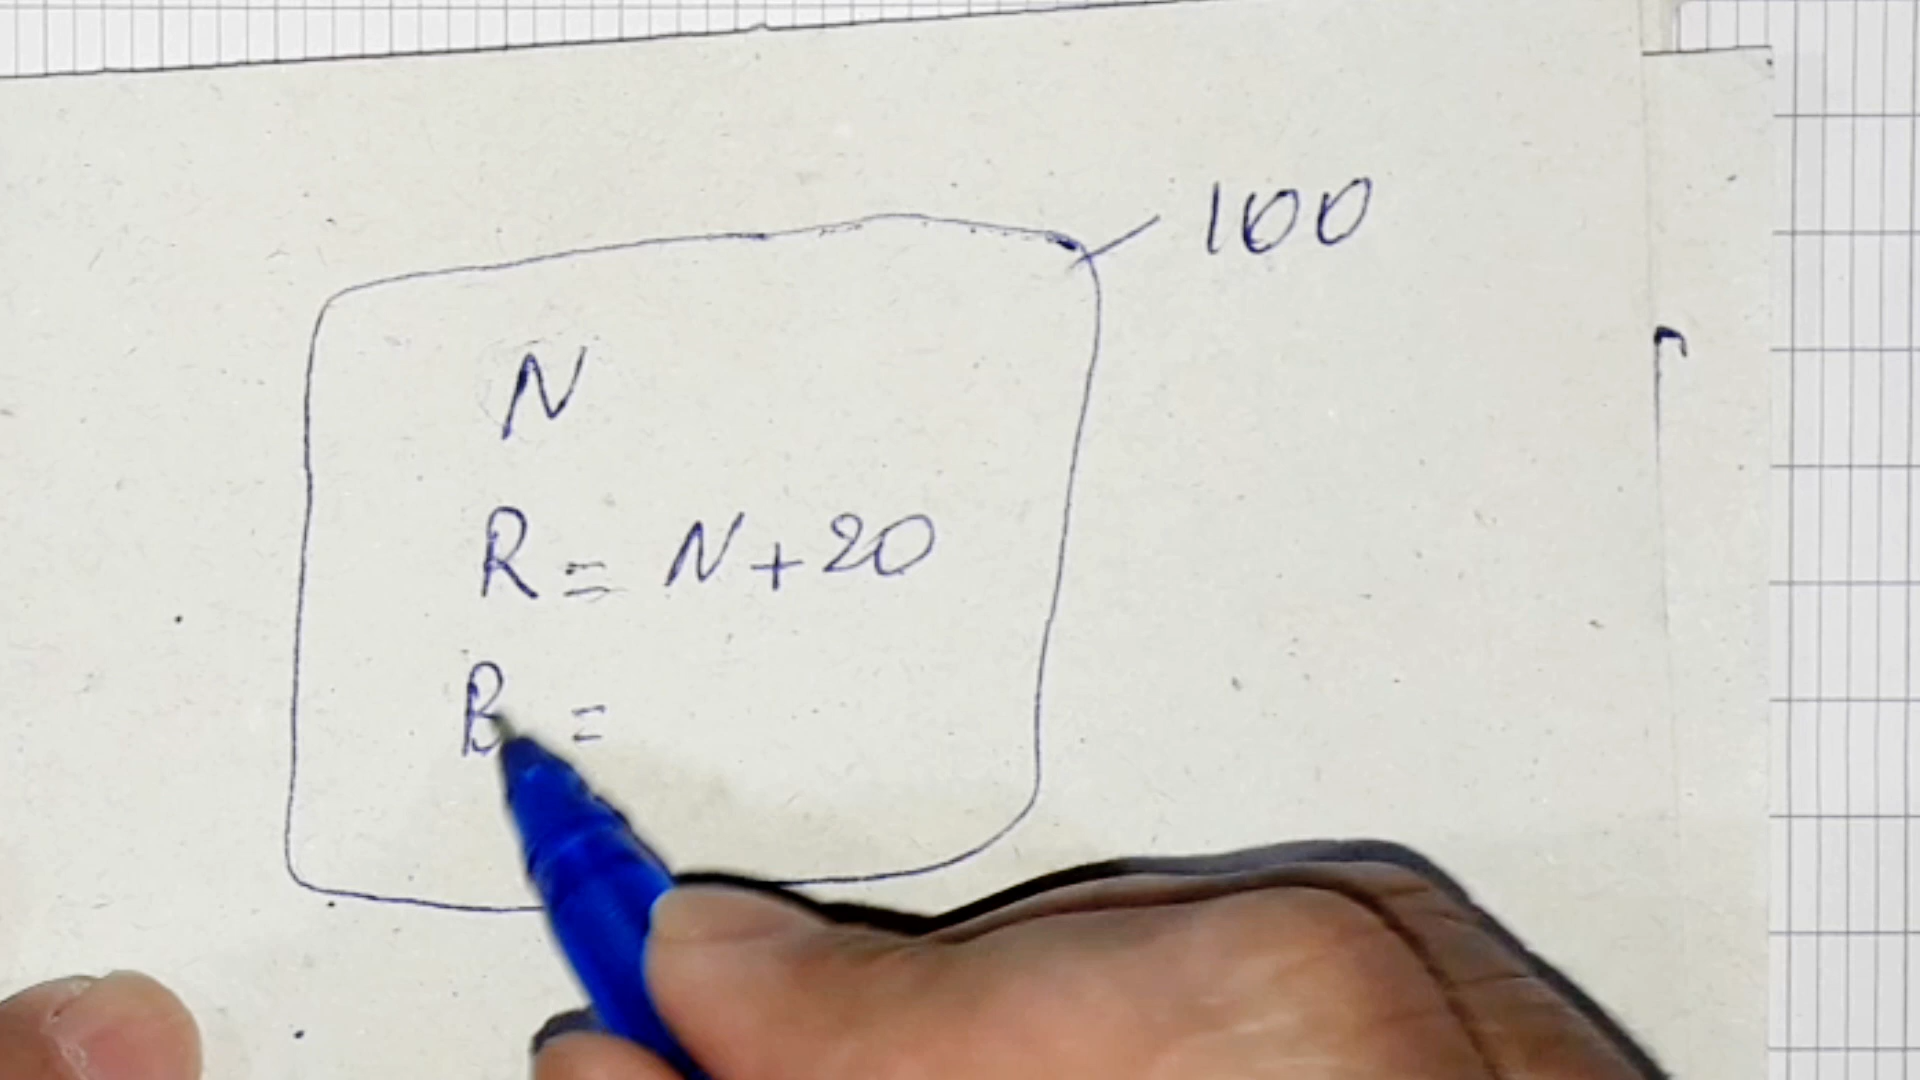 100
N
R = N + 20
B =